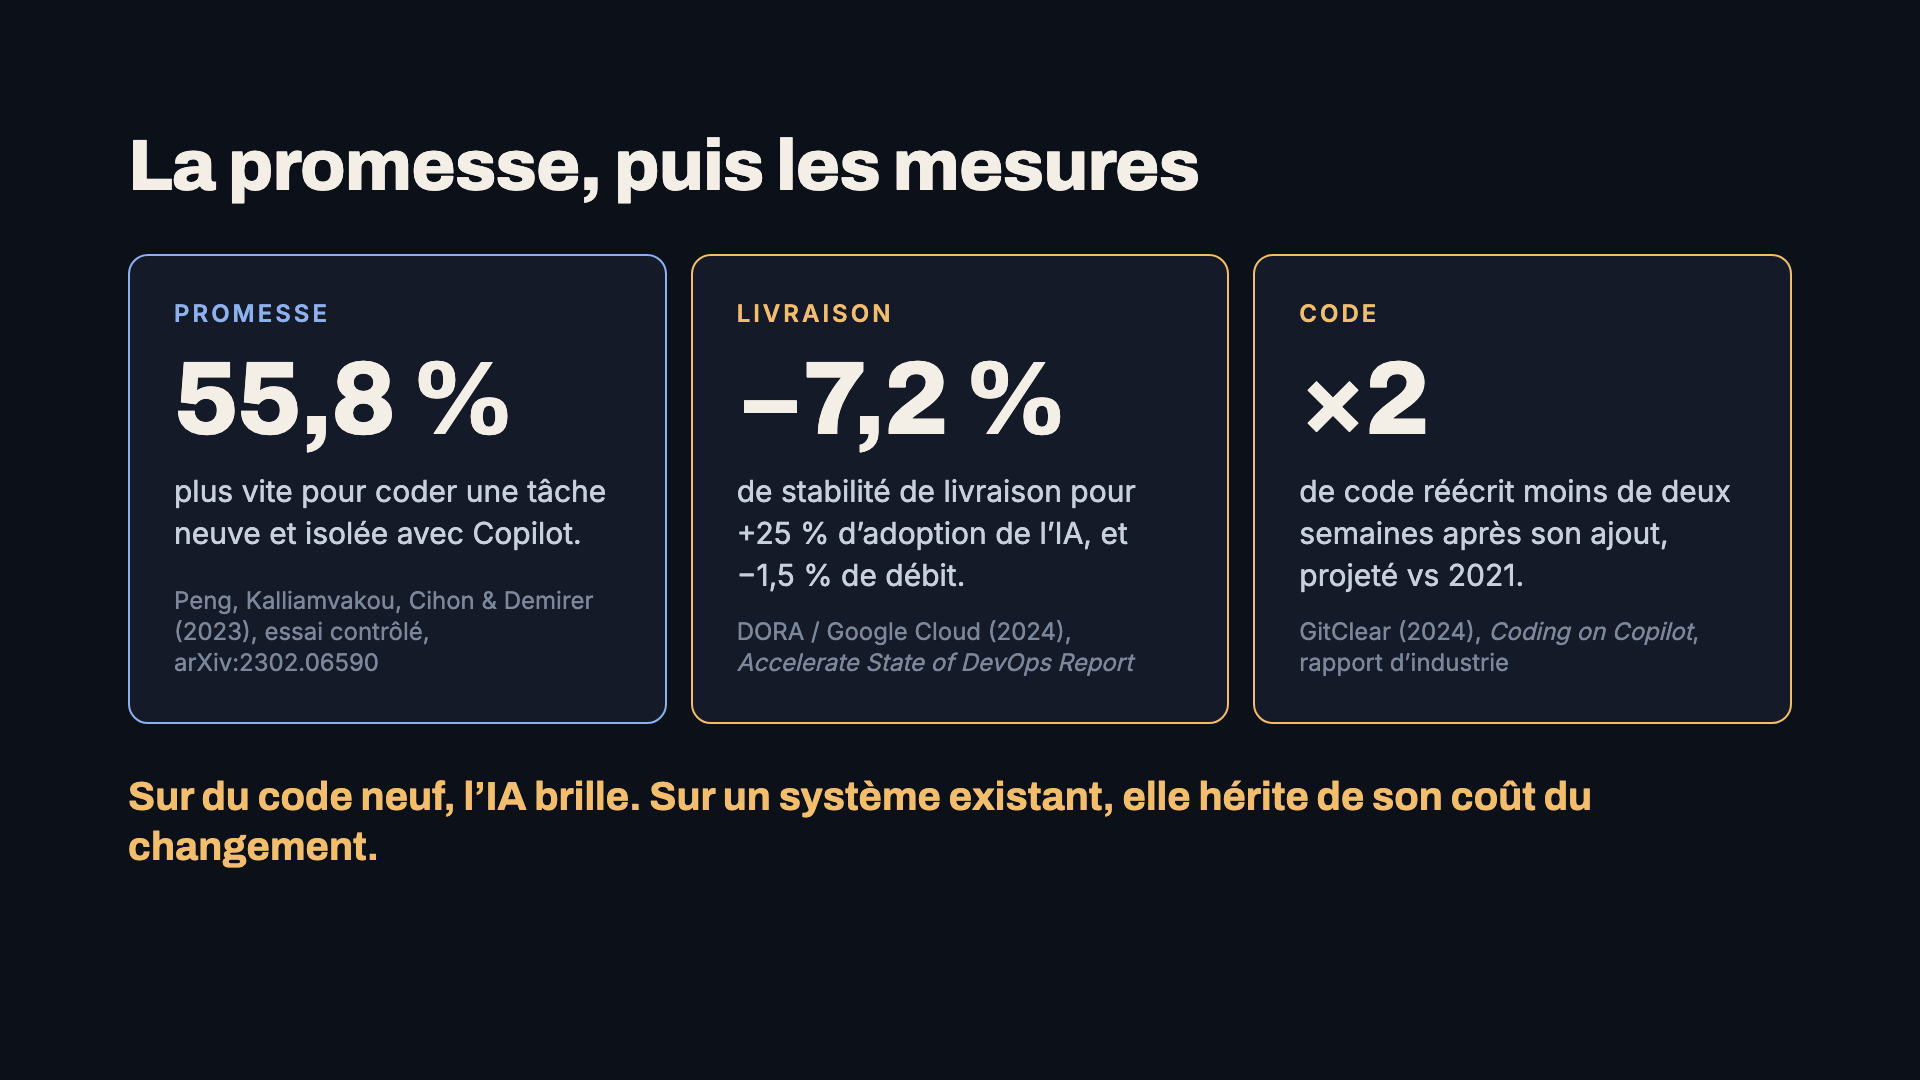 La promesse, puis les mesures
PROMESSE
55,8 %
plus vite pour coder une tâche
neuve et isolée avec Copilot.
Peng, Kalliamvakou, Cihon & Demirer
(2023), essai contrôlé,
arXiv:2302.06590
LIVRAISON
−7,2 %
de stabilité de livraison pour
+25 % d’adoption de l’IA, et
−1,5 % de débit.
DORA / Google Cloud (2024),
Accelerate State of DevOps Report
CODE
×2
de code réécrit moins de deux
semaines après son ajout,
projeté vs 2021.
GitClear (2024), Coding on Copilot,
rapport d’industrie
Sur du code neuf, l’IA brille. Sur un système existant, elle hérite de son coût du
changement.